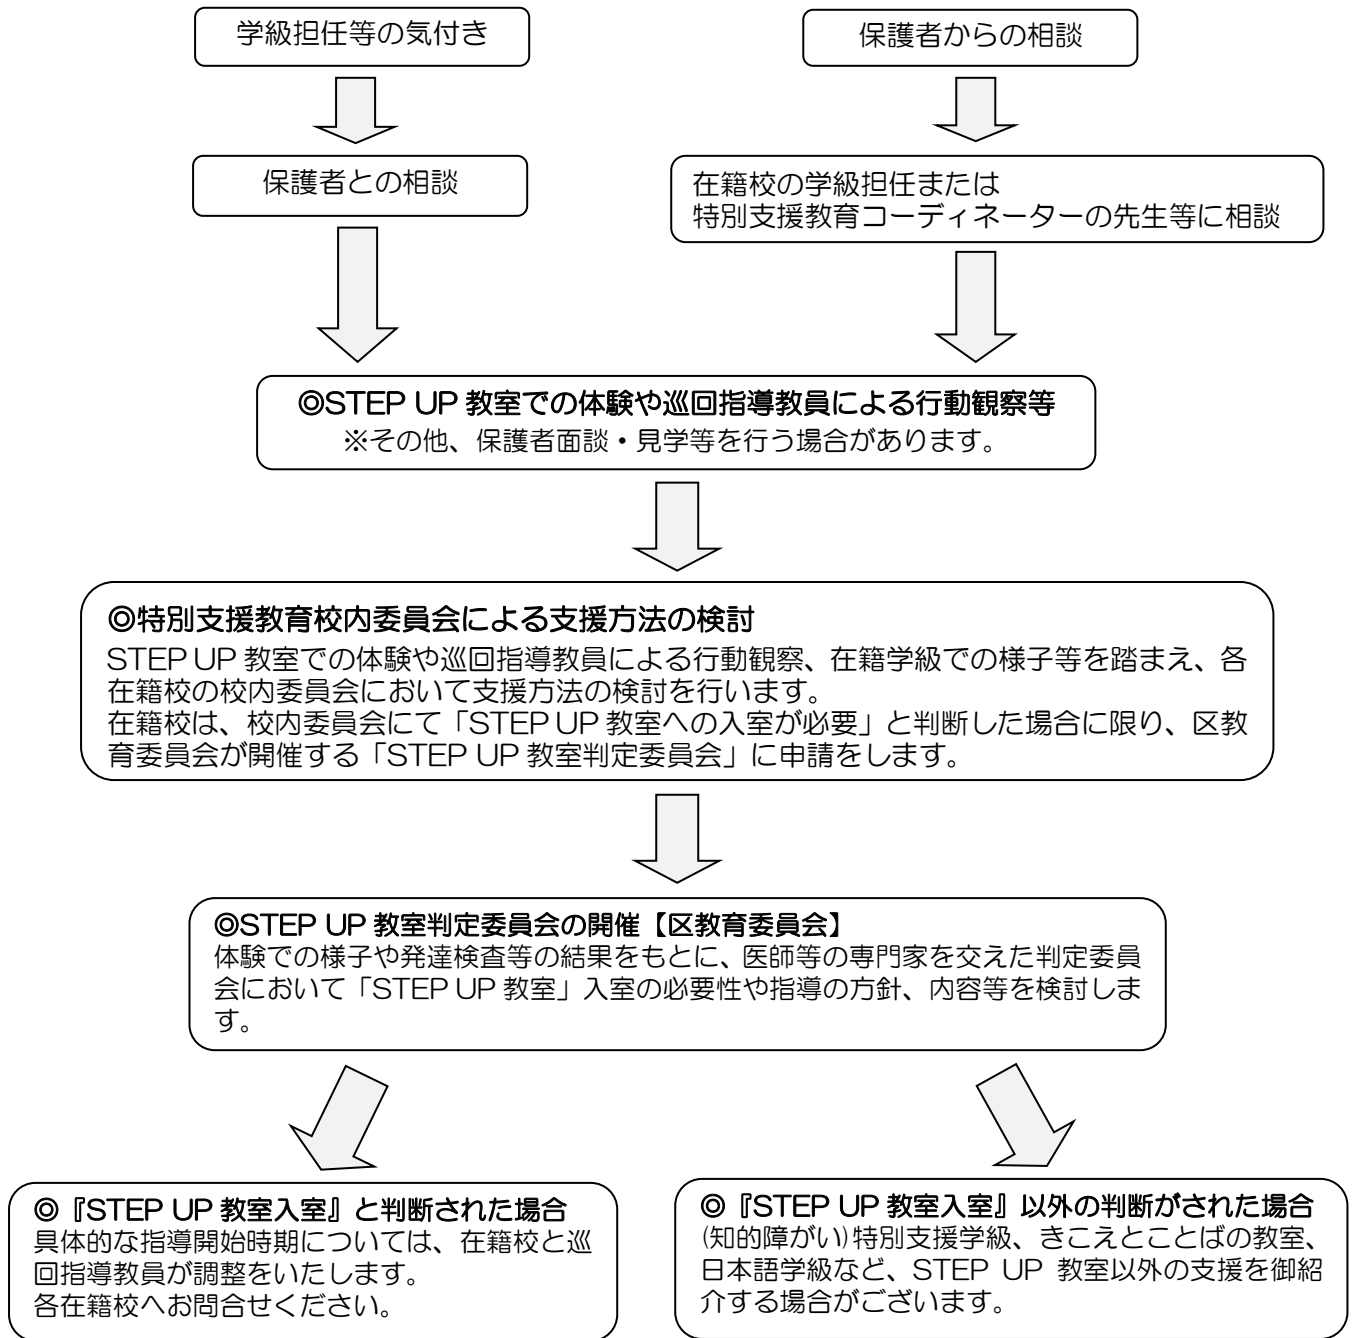 学級担任等の気付き
保護者からの相談
保護者との相談
在籍校の学級担任または
特別支援教育コーディネーターの先生等に相談
◎STEP UP 教室での体験や巡回指導教員による行動観察等
※その他、保護者面談・見学等を行う場合があります。
◎特別支援教育校内委員会による支援方法の検討
STEP UP 教室での体験や巡回指導教員による行動観察、在籍学級での様子等を踏まえ、各
在籍校の校内委員会において支援方法の検討を行います。
在籍校は、校内委員会にて「STEP UP 教室への入室が必要」と判断した場合に限り、区教
育委員会が開催する「STEP UP 教室判定委員会」に申請をします。
◎STEP UP 教室判定委員会の開催【区教育委員会】
体験での様子や発達検査等の結果をもとに、医師等の専門家を交えた判定委員
会において「STEP UP 教室」入室の必要性や指導の方針、内容等を検討しま
す。
◎『STEP UP 教室入室』と判断された場合
具体的な指導開始時期については、在籍校と巡
回指導教員が調整をいたします。
各在籍校へお問合せください。
◎『STEP UP 教室入室』以外の判断がされた場合
(知的障がい)特別支援学級、きこえとことばの教室、
日本語学級など、STEP UP 教室以外の支援を御紹
介する場合がございます。